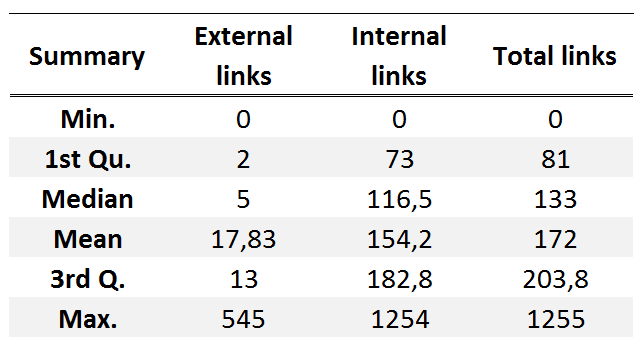 Summary External links Internal links Total links
Min. 0 0 0
1st Qu. 2 73 81
Median 5 116,5 133
Mean 17,83 154,2 172
3rd Q. 13 182,8 203,8
Max. 545 1254 1255